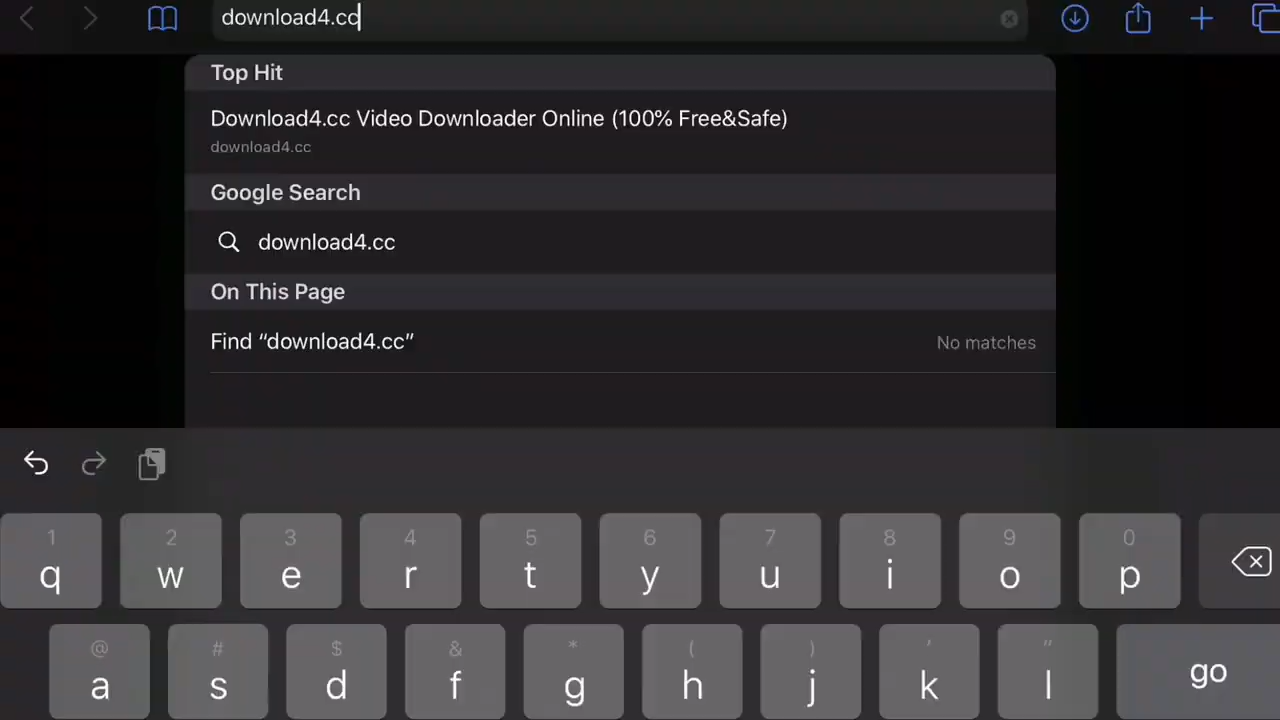 download4.cc
Top Hit
Download4.cc Video Downloader Online (100% Free&Safe)
download4.cc
Google Search
download4.cc
On This Page
Find “download4.cc”
No matches
1 2 3 4 5 6 7 8 9 0
q w e r t y u i o p
@ # $ & * ( ) ' "
a s d f g h j k l go